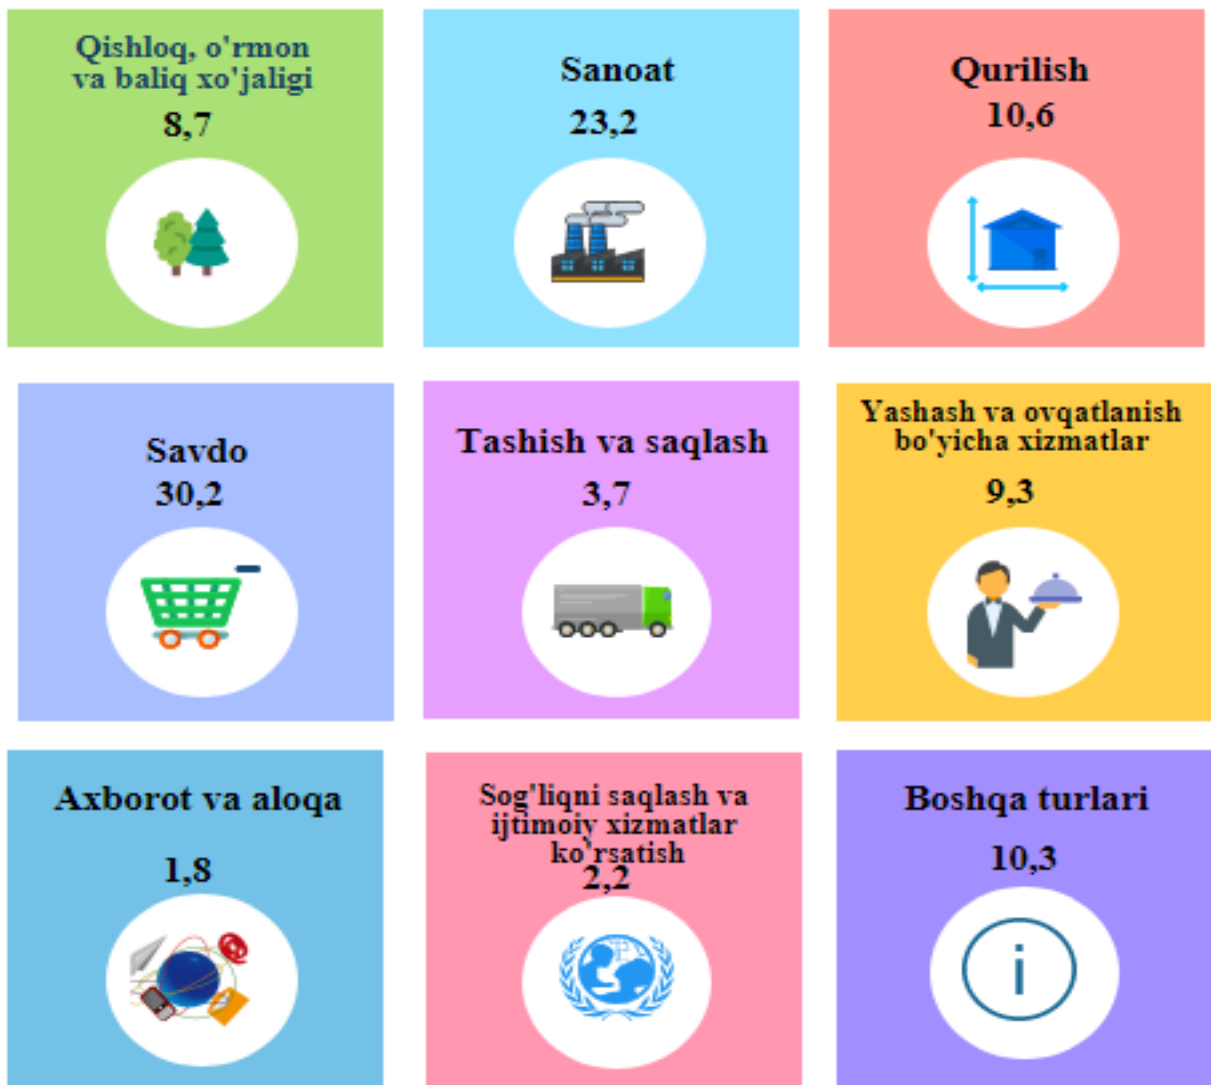 Qishloq, o'rmon
va baliq xo'jaligi
8,7
Sanoat
23,2
Qurilish
10,6
Savdo
30,2
Tashish va saqlash
3,7
Yashash va ovqatlanish
bo'yicha xizmatlar
9,3
Axborot va aloqa
1,8
Sog'liqni saqlash va
ijtimoiy xizmatlar
ko'rsatish
2,2
Boshqa turlari
10,3
i